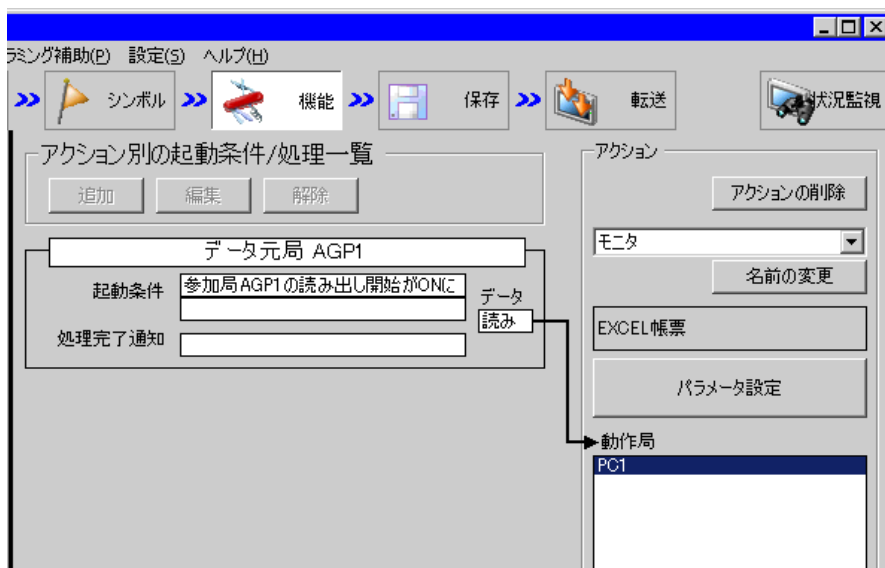 ラミング補助(P) 設定(S) ヘルプ(H)
シンボル 機能 保存 転送 状況監視
アクション別の起動条件/処理一覧
追加 編集 解除
データ元局 AGP1
起動条件 参加局AGP1の読み出し開始がONに
データ
読み
処理完了通知
アクション
アクションの削除
モニタ
名前の変更
EXCEL帳票
パラメータ設定
動作局
PC1